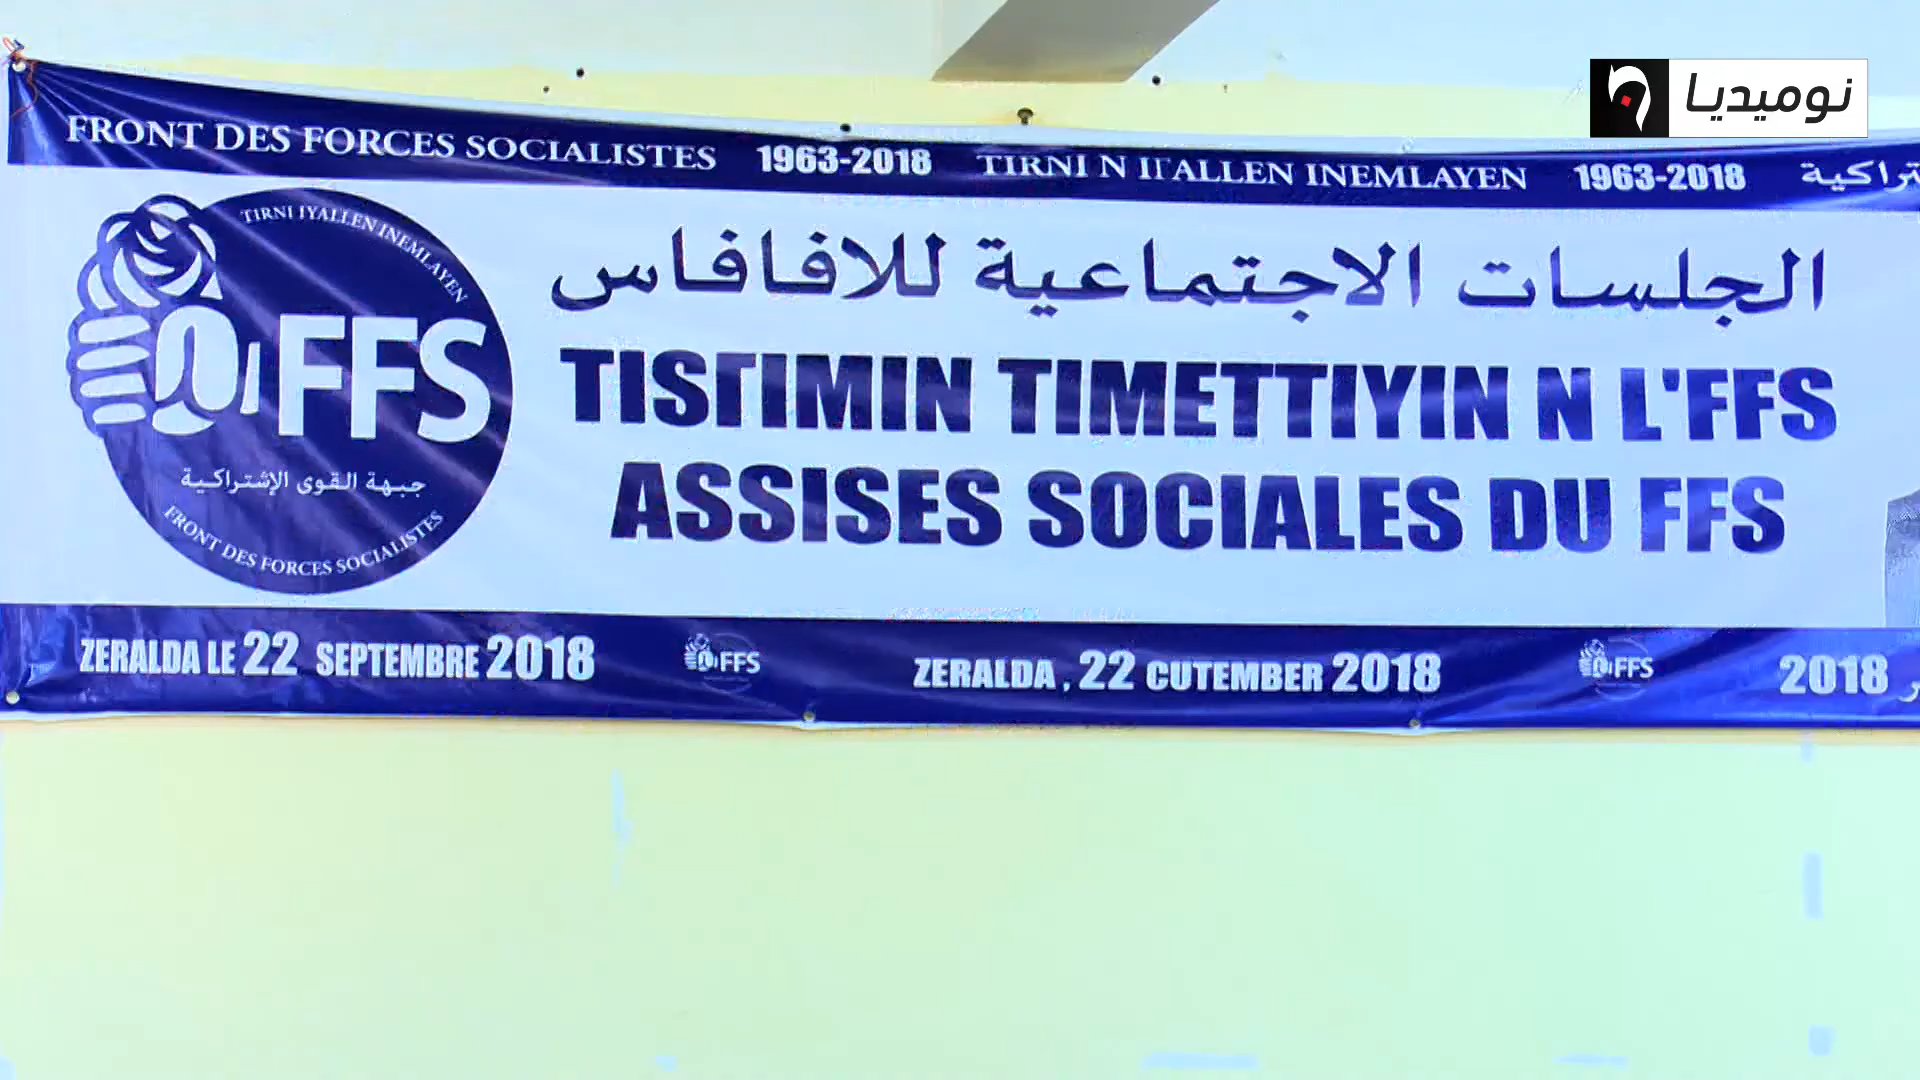 نوميديا
FRONT DES FORCES SOCIALISTES 1963-2018 TIRNI N IΓALLEN INEMLAYEN 1963-2018
TIRNI IYALLEN INEMLAYEN
FFS
جبهة القوى الإشتراكية
FRONT DES FORCES SOCIALISTES
الجلسات الاجتماعية للافافاس
TISΓIMIN TIMETTIYIN N L'FFS
ASSISES SOCIALES DU FFS
ZERALDA LE 22 SEPTEMBRE 2018 FFS ZERALDA , 22 CUTEMBER 2018 FFS 2018